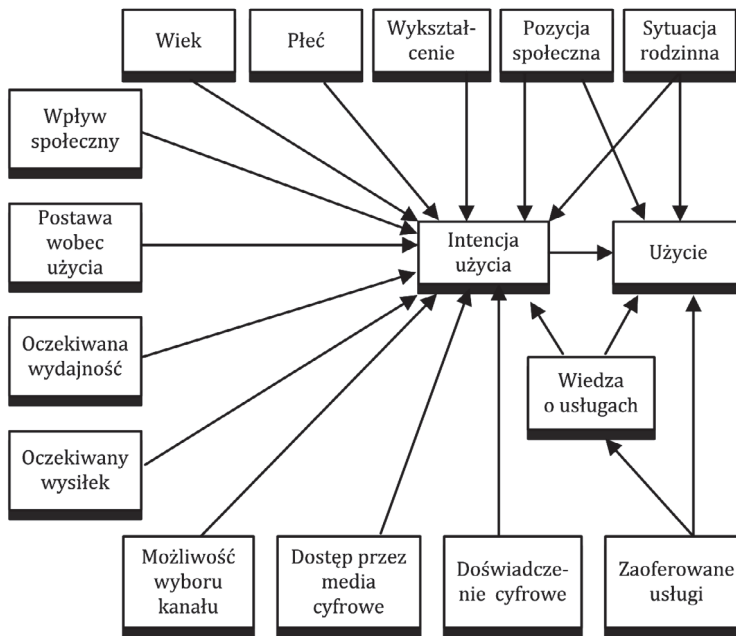 Wiek
Płeć
Wykształ-
cenie
Pozycja
społeczna
Sytuacja
rodzinna
Wpływ
społeczny
Postawa
wobec
użycia
Intencja
użycia
Użycie
Oczekiwana
wydajność
Wiedza
o usługach
Oczekiwany
wysiłek
Możliwość
wyboru
kanału
Dostęp przez
media
cyfrowe
Doświadcze-
nie cyfrowe
Zaoferowane
usługi